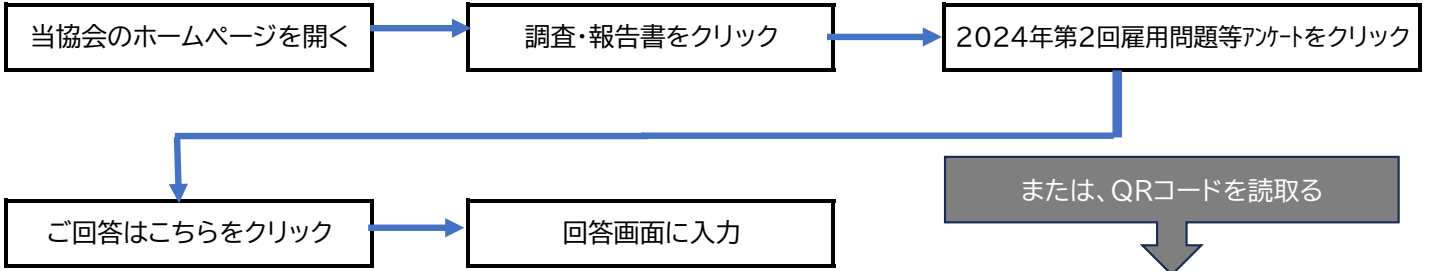 当協会のホームページを開く
調査・報告書をクリック
2024年第2回雇用問題等ｱﾝｹｰﾄをクリック
ご回答はこちらをクリック
回答画面に入力
または、QRコードを読取る